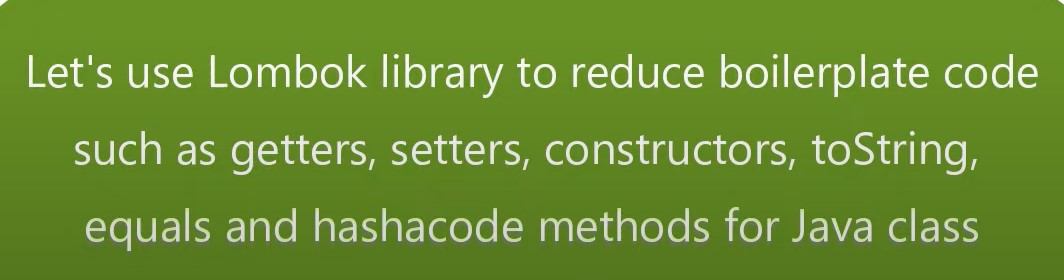 Let's use Lombok library to reduce boilerplate code
such as getters, setters, constructors, toString,
equals and hashacode methods for Java class